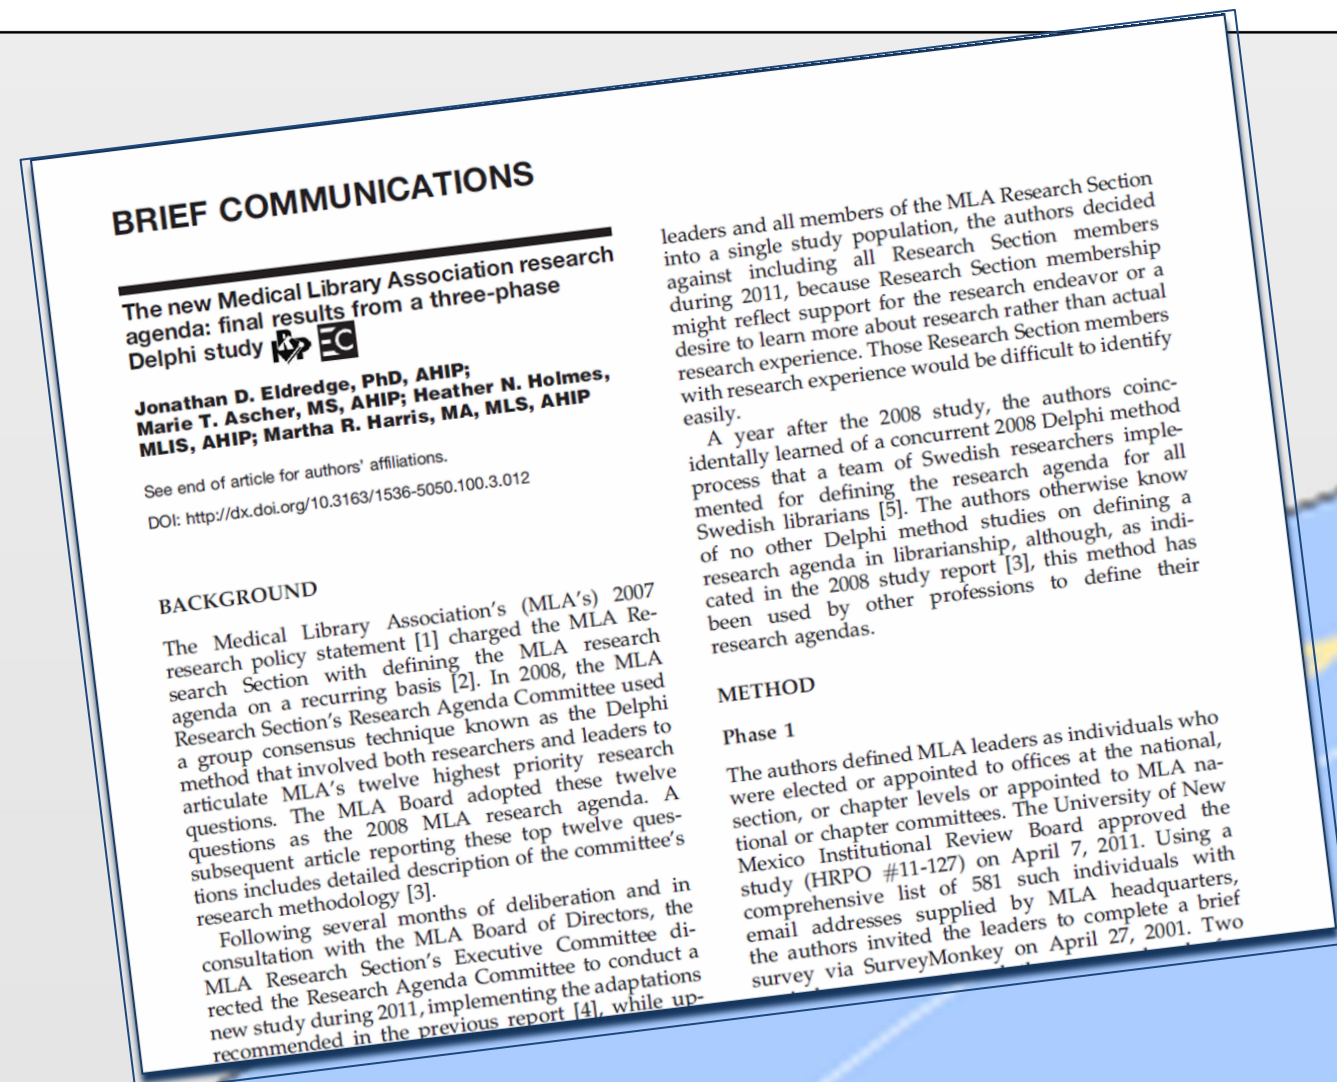 BRIEF COMMUNICATIONS
The new Medical Library Association research
agenda: final results from a three-phase
Delphi study
Jonathan D. Eldredge, PhD, AHIP;
Marie T. Ascher, MS, AHIP; Heather N. Holmes,
MLIS, AHIP; Martha R. Harris, MA, MLS, AHIP
See end of article for authors' affiliations.
DOI: http://dx.doi.org/10.3163/1536-5050.100.3.012
BACKGROUND
The Medical Library Association's (MLA's) 2007
research policy statement [1] charged the MLA Re-
search Section with defining the MLA research
agenda on a recurring basis [2]. In 2008, the MLA
Research Section's Research Agenda Committee used
a group consensus technique known as the Delphi
method that involved both researchers and leaders to
articulate MLA's twelve highest priority research
questions. The MLA Board adopted these twelve
questions as the 2008 MLA research agenda. A
subsequent article reporting these top twelve ques-
tions includes detailed description of the committee's
research methodology [3].
Following several months of deliberation and in
consultation with the MLA Board of Directors, the
MLA Research Section's Executive Committee di-
rected the Research Agenda Committee to conduct a
new study during 2011, implementing the adaptations
recommended in the previous report [4], while up-
leaders and all members of the MLA Research Section
into a single study population, the authors decided
against including all Research Section members
during 2011, because Research Section membership
might reflect support for the research endeavor or a
desire to learn more about research rather than actual
research experience. Those Research Section members
with research experience would be difficult to identify
easily.
A year after the 2008 study, the authors coinc-
identally learned of a concurrent 2008 Delphi method
process that a team of Swedish researchers imple-
mented for defining the research agenda for all
Swedish librarians [5]. The authors otherwise know
of no other Delphi method studies on defining a
research agenda in librarianship, although, as indi-
cated in the 2008 study report [3], this method has
been used by other professions to define their
research agendas.
METHOD
Phase 1
The authors defined MLA leaders as individuals who
were elected or appointed to offices at the national,
section, or chapter levels or appointed to MLA na-
tional or chapter committees. The University of New
Mexico Institutional Review Board approved the
study (HRPO #11-127) on April 7, 2011. Using a
comprehensive list of 581 such individuals with
email addresses supplied by MLA headquarters,
the authors invited the leaders to complete a brief
survey via SurveyMonkey on April 27, 2001. Two